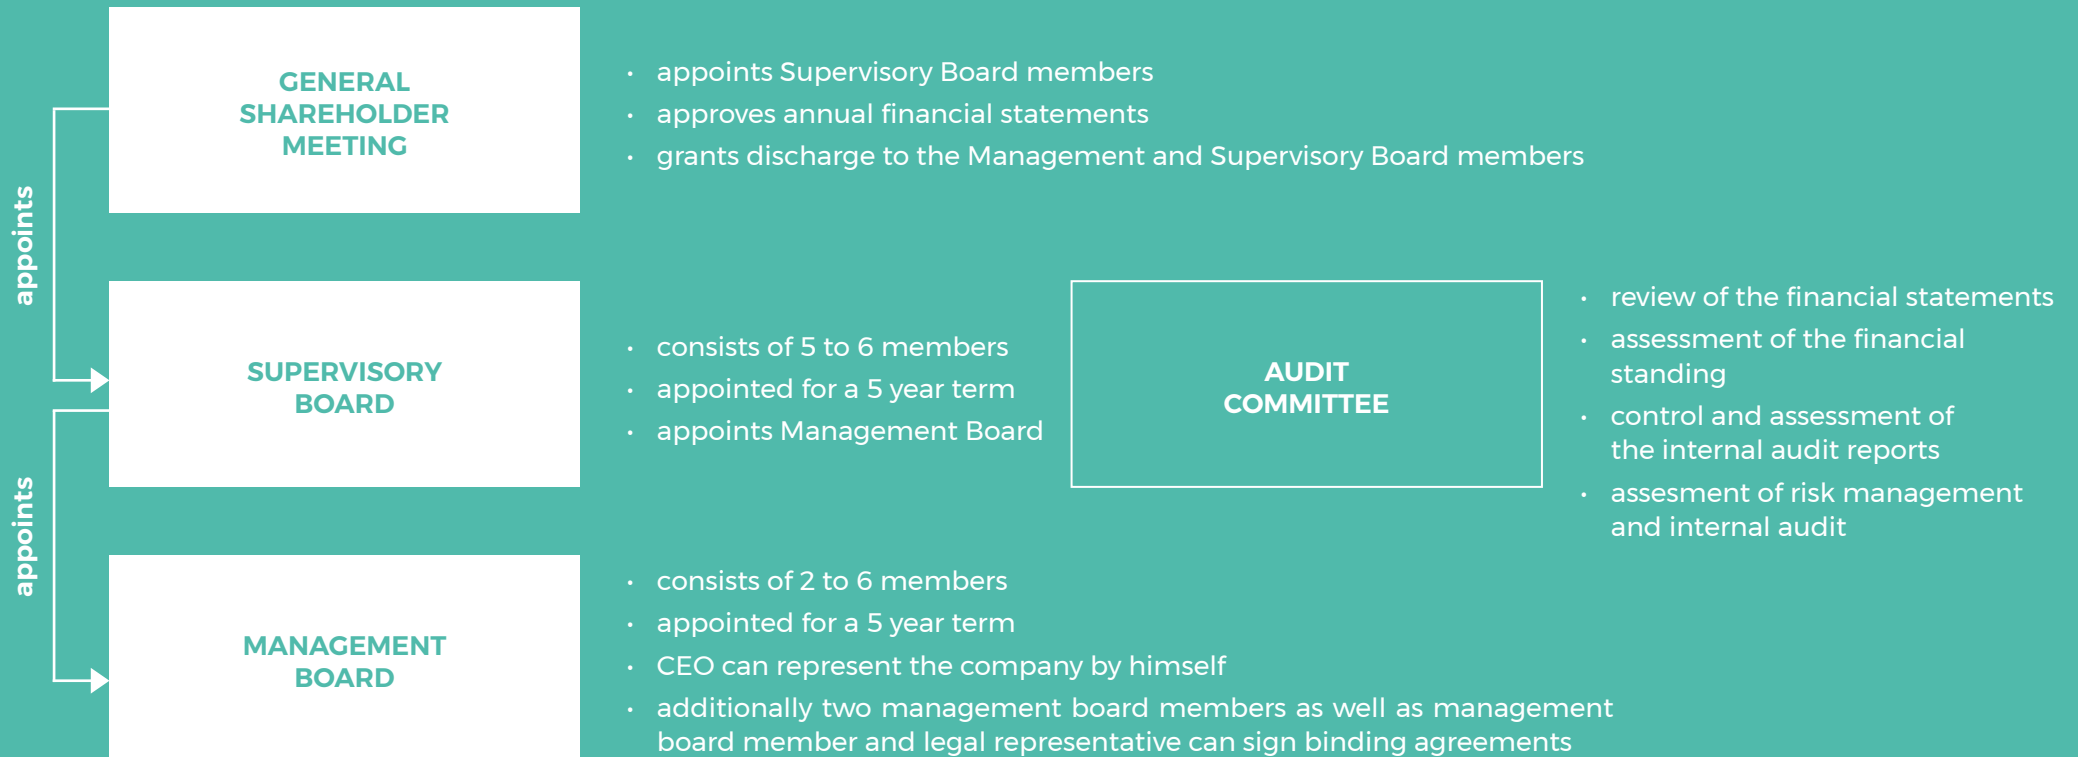 appoints
GENERAL
SHAREHOLDER
MEETING
• appoints Supervisory Board members
• approves annual financial statements
• grants discharge to the Management and Supervisory Board members
SUPERVISORY
BOARD
• consists of 5 to 6 members
• appointed for a 5 year term
• appoints Management Board
AUDIT
COMMITTEE
• review of the financial statements
• assessment of the financial
standing
• control and assessment of
the internal audit reports
• assesment of risk management
and internal audit
appoints
MANAGEMENT
BOARD
• consists of 2 to 6 members
• appointed for a 5 year term
• CEO can represent the company by himself
• additionally two management board members as well as management
board member and legal representative can sign binding agreements